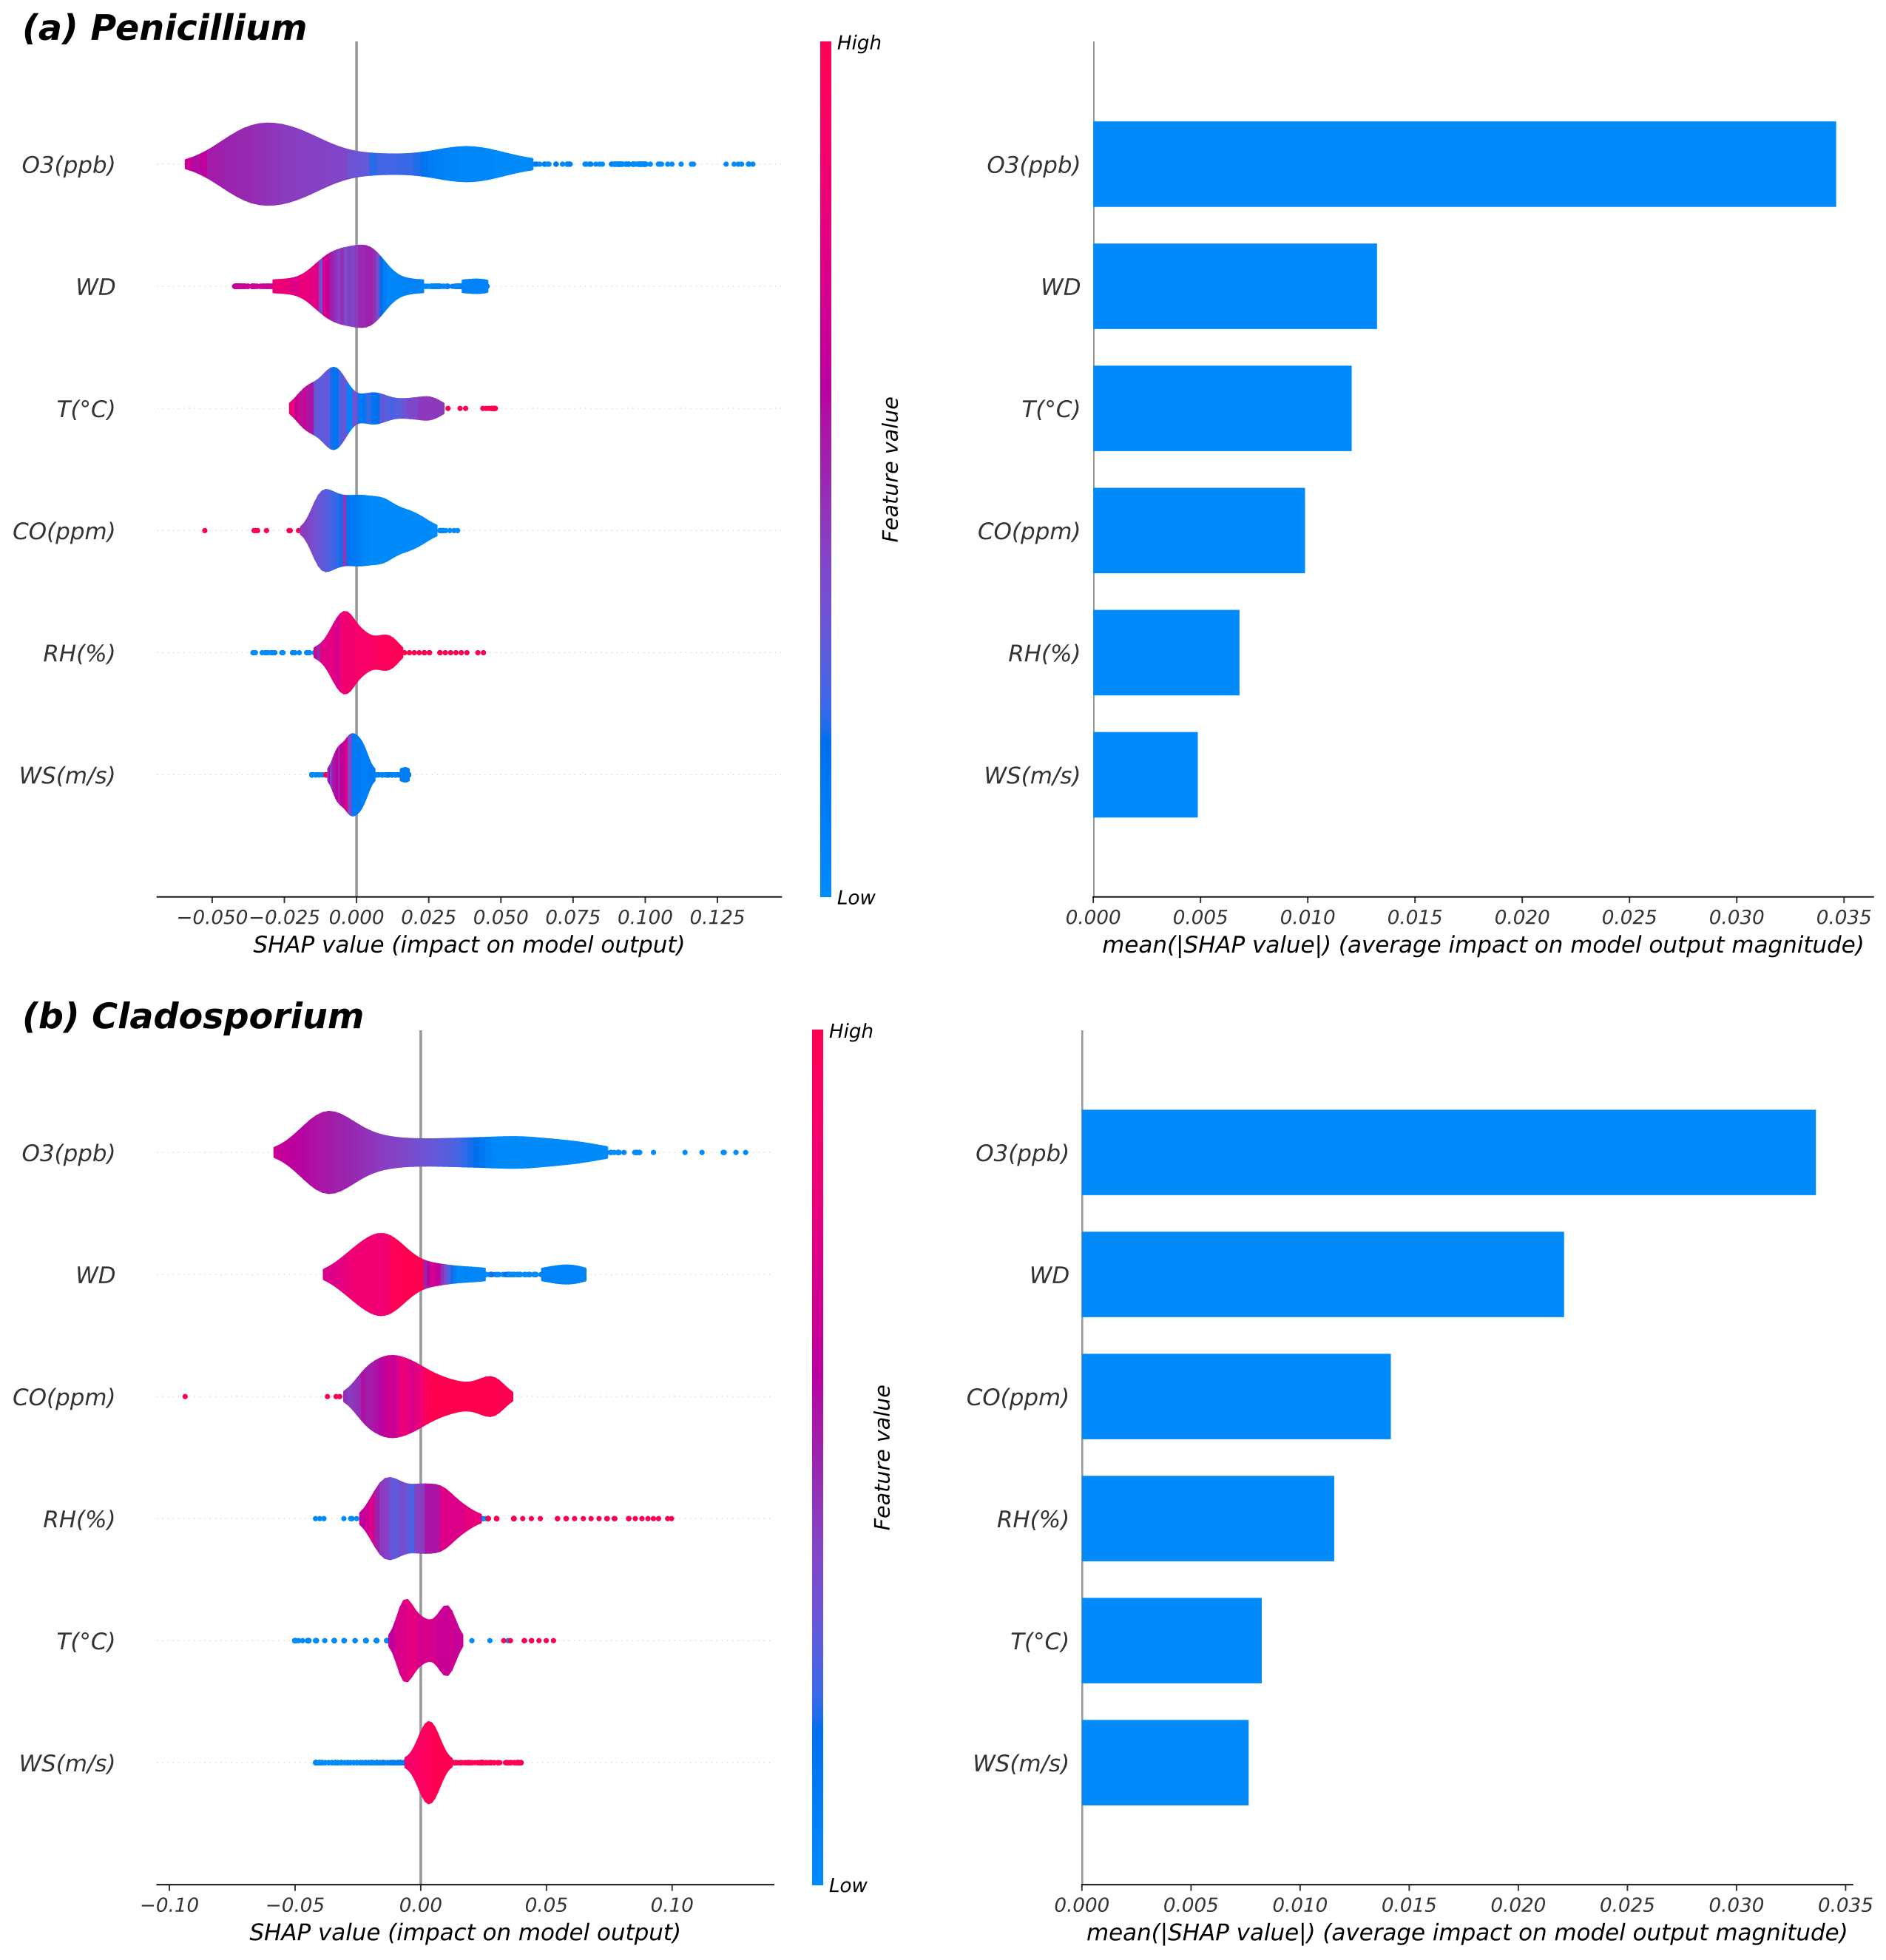 (a) Penicillium
High
O3(ppb)
WD
T(°C)
CO(ppm)
RH(%)
WS(m/s)
Feature value
Low
−0.050 −0.025 0.000 0.025 0.050 0.075 0.100 0.125
SHAP value (impact on model output)
O3(ppb)
WD
T(°C)
CO(ppm)
RH(%)
WS(m/s)
0.000 0.005 0.010 0.015 0.020 0.025 0.030 0.035
mean(|SHAP value|) (average impact on model output magnitude)
(b) Cladosporium
High
O3(ppb)
WD
CO(ppm)
RH(%)
T(°C)
WS(m/s)
Feature value
Low
−0.10 −0.05 0.00 0.05 0.10
SHAP value (impact on model output)
O3(ppb)
WD
CO(ppm)
RH(%)
T(°C)
WS(m/s)
0.000 0.005 0.010 0.015 0.020 0.025 0.030 0.035
mean(|SHAP value|) (average impact on model output magnitude)